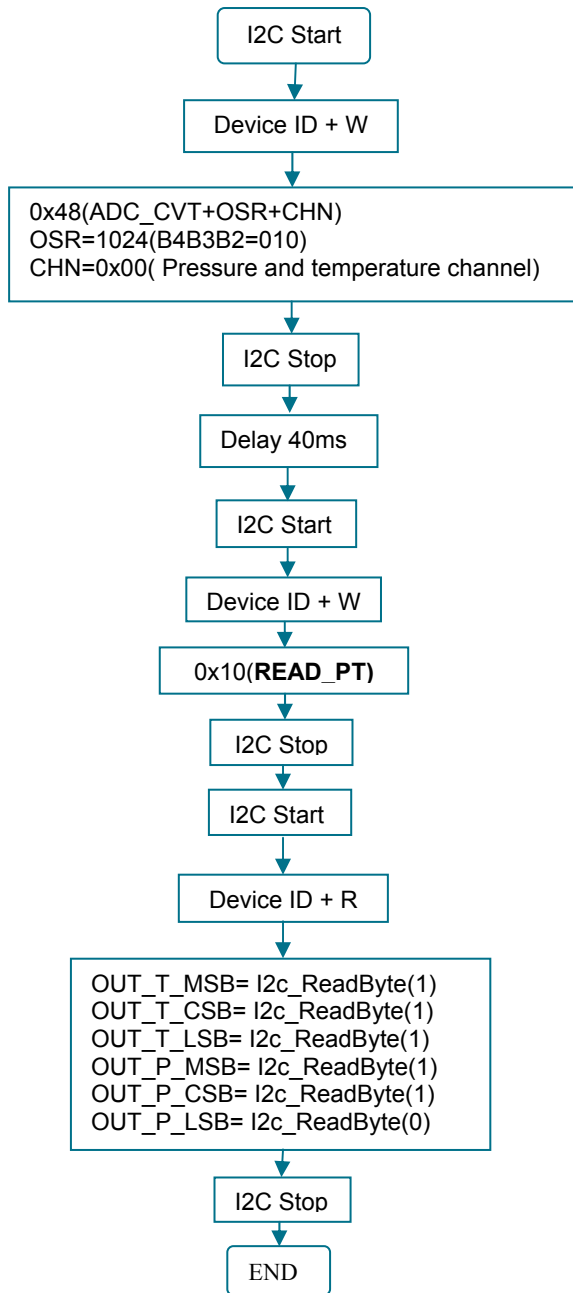 I2C Start
Device ID + W
0x48(ADC_CVT+OSR+CHN)
OSR=1024(B4B3B2=010)
CHN=0x00( Pressure and temperature channel)
I2C Stop
Delay 40ms
I2C Start
Device ID + W
0x10(READ_PT)
I2C Stop
I2C Start
Device ID + R
OUT_T_MSB= I2c_ReadByte(1)
OUT_T_CSB= I2c_ReadByte(1)
OUT_T_LSB= I2c_ReadByte(1)
OUT_P_MSB= I2c_ReadByte(1)
OUT_P_CSB= I2c_ReadByte(1)
OUT_P_LSB= I2c_ReadByte(0)
I2C Stop
END